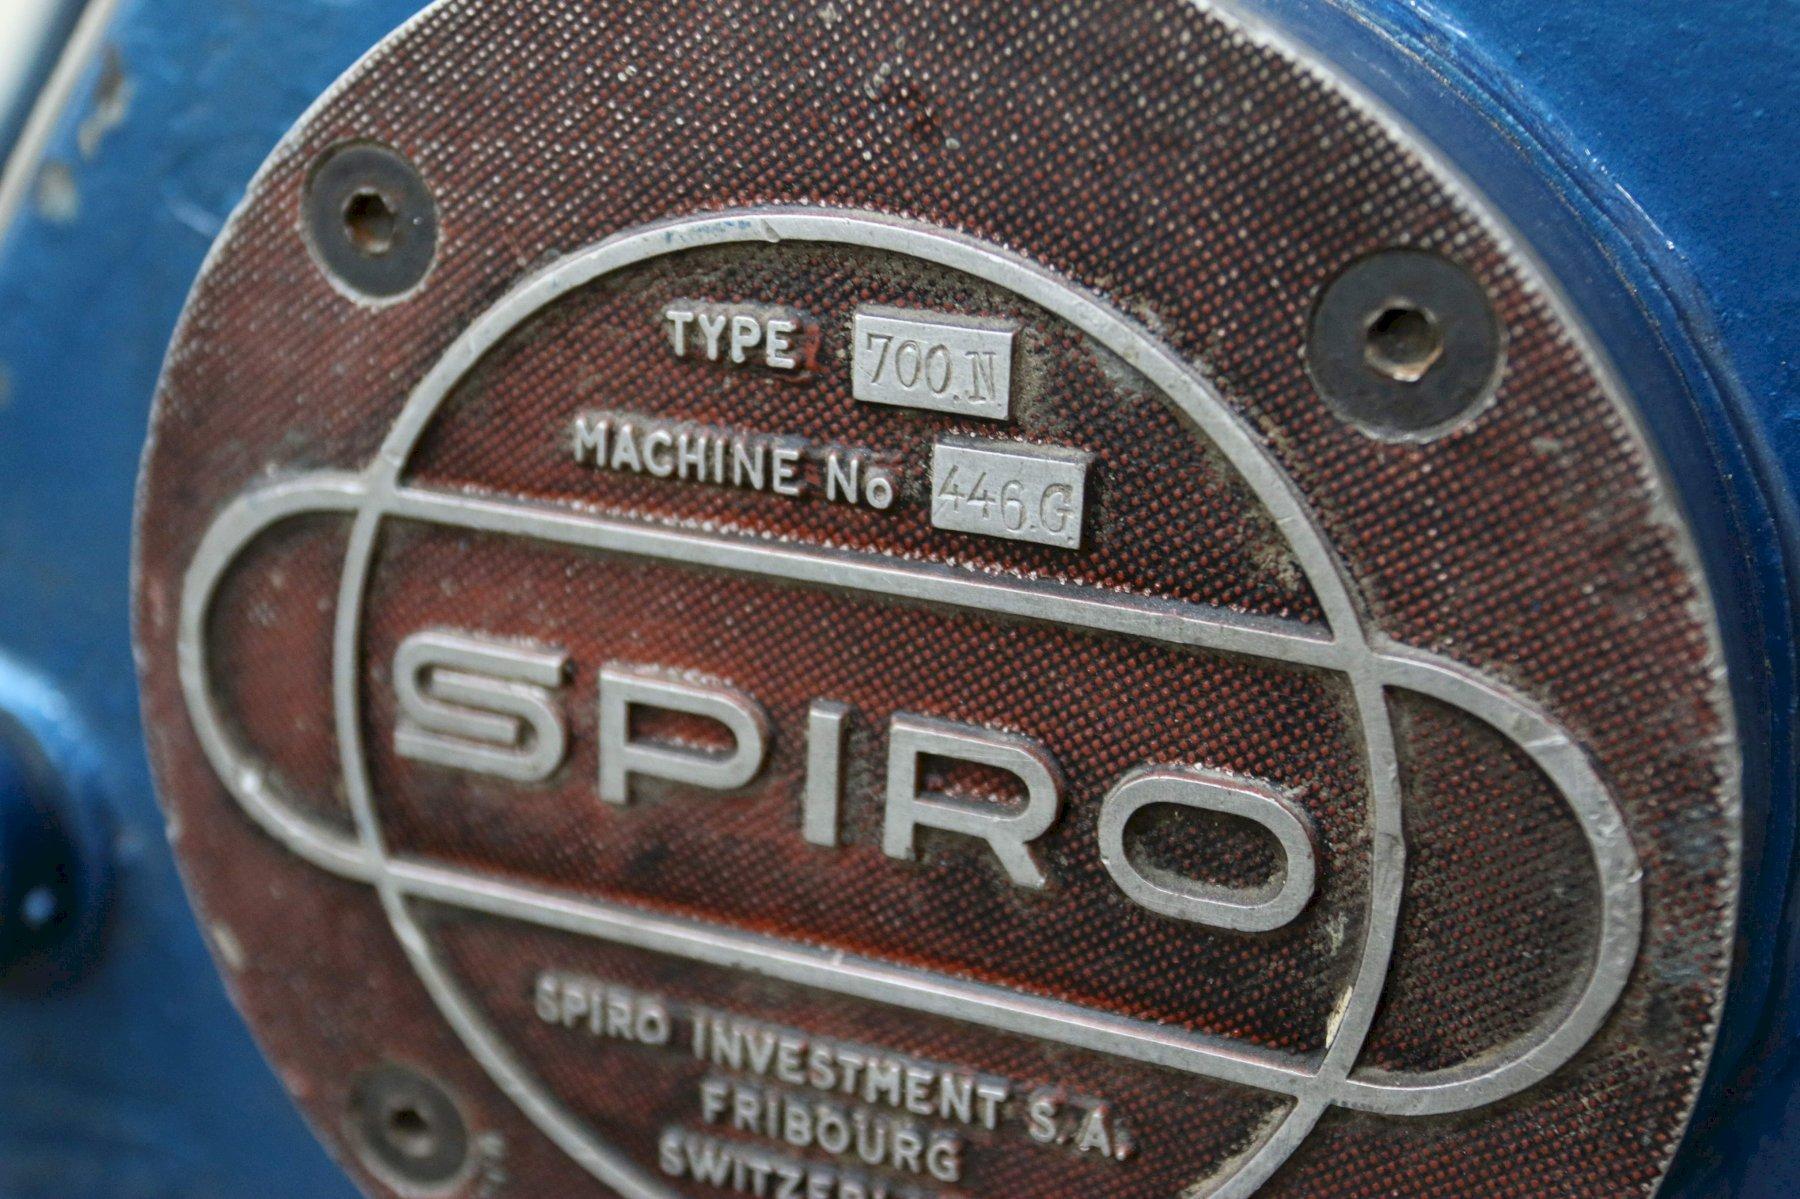 TYPE 700.N
MACHINE No 446.G.
SPIRO
SPIRO INVESTMENT S.A.
FRIBOURG